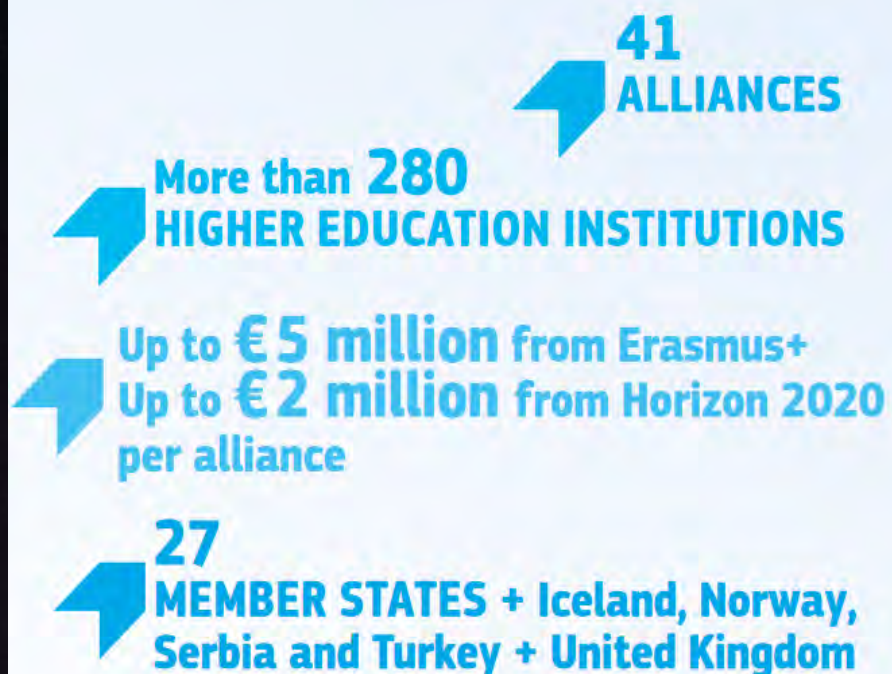 41
ALLIANCES
More than 280
HIGHER EDUCATION INSTITUTIONS
Up to € 5 million from Erasmus+
Up to € 2 million from Horizon 2020
per alliance
27
MEMBER STATES + Iceland, Norway,
Serbia and Turkey + United Kingdom